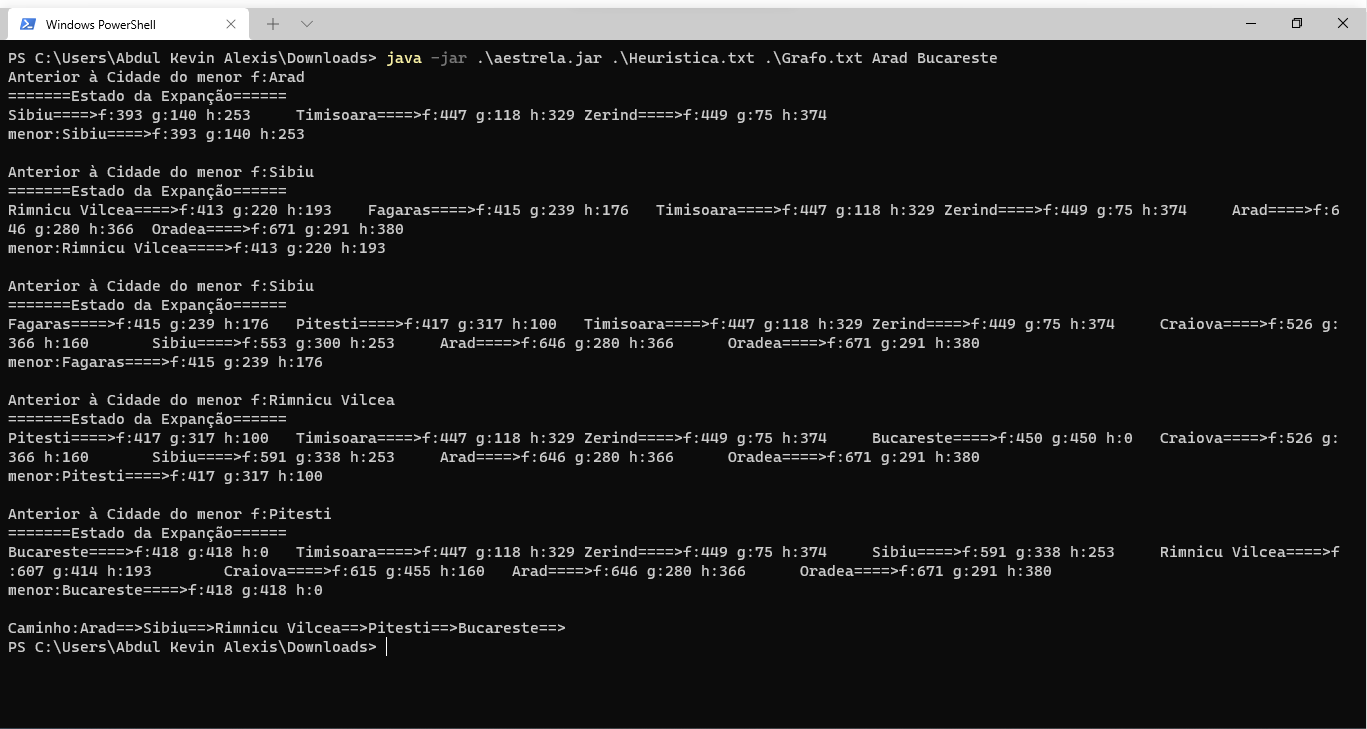 Windows PowerShell
PS C:\Users\Abdul Kevin Alexis\Downloads> java -jar .\aestrela.jar .\Heuristica.txt .\Grafo.txt Arad Bucareste
Anterior à Cidade do menor f:Arad
=======Estado da Expanção======
Sibiu====>f:393 g:140 h:253     Timisoara====>f:447 g:118 h:329 Zerind====>f:449 g:75 h:374
menor:Sibiu====>f:393 g:140 h:253

Anterior à Cidade do menor f:Sibiu
=======Estado da Expanção======
Rimnicu Vilcea====>f:413 g:220 h:193    Fagaras====>f:415 g:239 h:176   Timisoara====>f:447 g:118 h:329 Zerind====>f:449 g:75 h:374     Arad====>f:6
46 g:280 h:366  Oradea====>f:671 g:291 h:380
menor:Rimnicu Vilcea====>f:413 g:220 h:193

Anterior à Cidade do menor f:Sibiu
=======Estado da Expanção======
Fagaras====>f:415 g:239 h:176   Pitesti====>f:417 g:317 h:100   Timisoara====>f:447 g:118 h:329 Zerind====>f:449 g:75 h:374     Craiova====>f:526 g:
366 h:160       Sibiu====>f:553 g:300 h:253     Arad====>f:646 g:280 h:366      Oradea====>f:671 g:291 h:380
menor:Fagaras====>f:415 g:239 h:176

Anterior à Cidade do menor f:Rimnicu Vilcea
=======Estado da Expanção======
Pitesti====>f:417 g:317 h:100   Timisoara====>f:447 g:118 h:329 Zerind====>f:449 g:75 h:374     Bucareste====>f:450 g:450 h:0   Craiova====>f:526 g:
366 h:160       Sibiu====>f:591 g:338 h:253     Arad====>f:646 g:280 h:366      Oradea====>f:671 g:291 h:380
menor:Pitesti====>f:417 g:317 h:100

Anterior à Cidade do menor f:Pitesti
=======Estado da Expanção======
Bucareste====>f:418 g:418 h:0   Timisoara====>f:447 g:118 h:329 Zerind====>f:449 g:75 h:374     Sibiu====>f:591 g:338 h:253     Rimnicu Vilcea====>f
:607 g:414 h:193        Craiova====>f:615 g:455 h:160   Arad====>f:646 g:280 h:366      Oradea====>f:671 g:291 h:380
menor:Bucareste====>f:418 g:418 h:0

Caminho:Arad==>Sibiu==>Rimnicu Vilcea==>Pitesti==>Bucareste==>
PS C:\Users\Abdul Kevin Alexis\Downloads>